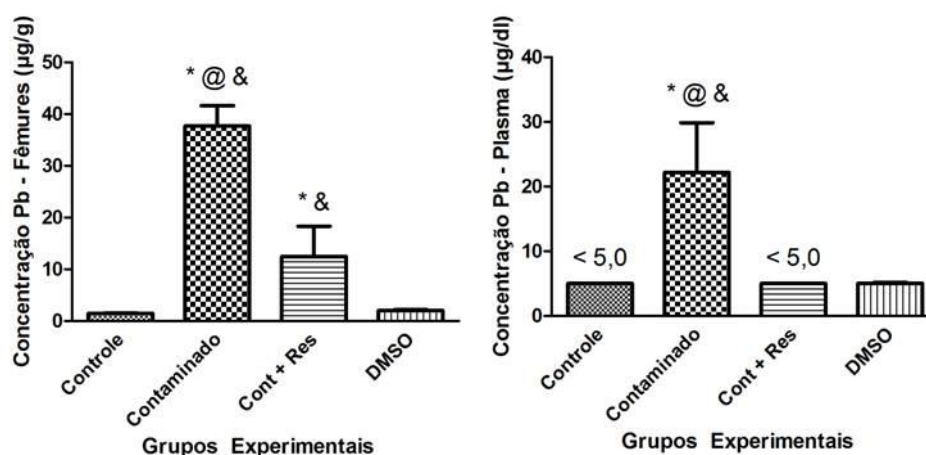 Concentração Pb - Fêmures (µg/g)
50
40
30
20
10
0
* @ &
* &
Controle
Contaminado
Cont + Res
DMSO
Grupos Experimentais
Concentração Pb - Plasma (µg/dl)
40
30
20
10
0
< 5,0
* @ &
< 5,0
Controle
Contaminado
Cont + Res
DMSO
Grupos Experimentais